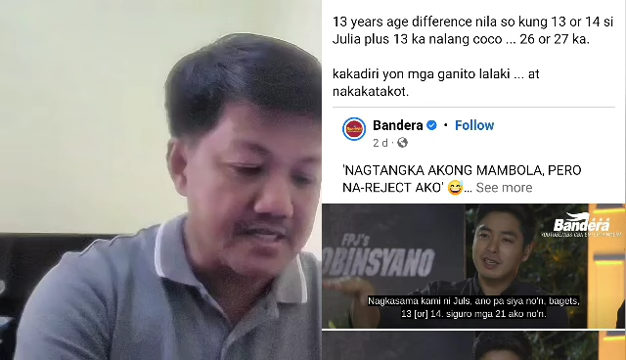 13 years age difference nila so kung 13 or 14 si
Julia plus 13 ka nalang coco ... 26 or 27 ka.
kakadiri yon mga ganito lalaki ... at
nakakatakot.
Bandera • Follow
2 d
'NAGTANGKA AKONG MAMBOLA, PERO
NA-REJECT AKO' 😅... See more
Bandera
FPJ's
OBINSYANO
Nagkasama kami ni Juls, ano pa siya no'n, bagets,
13 [or] 14. siguro mga 21 ako no'n.